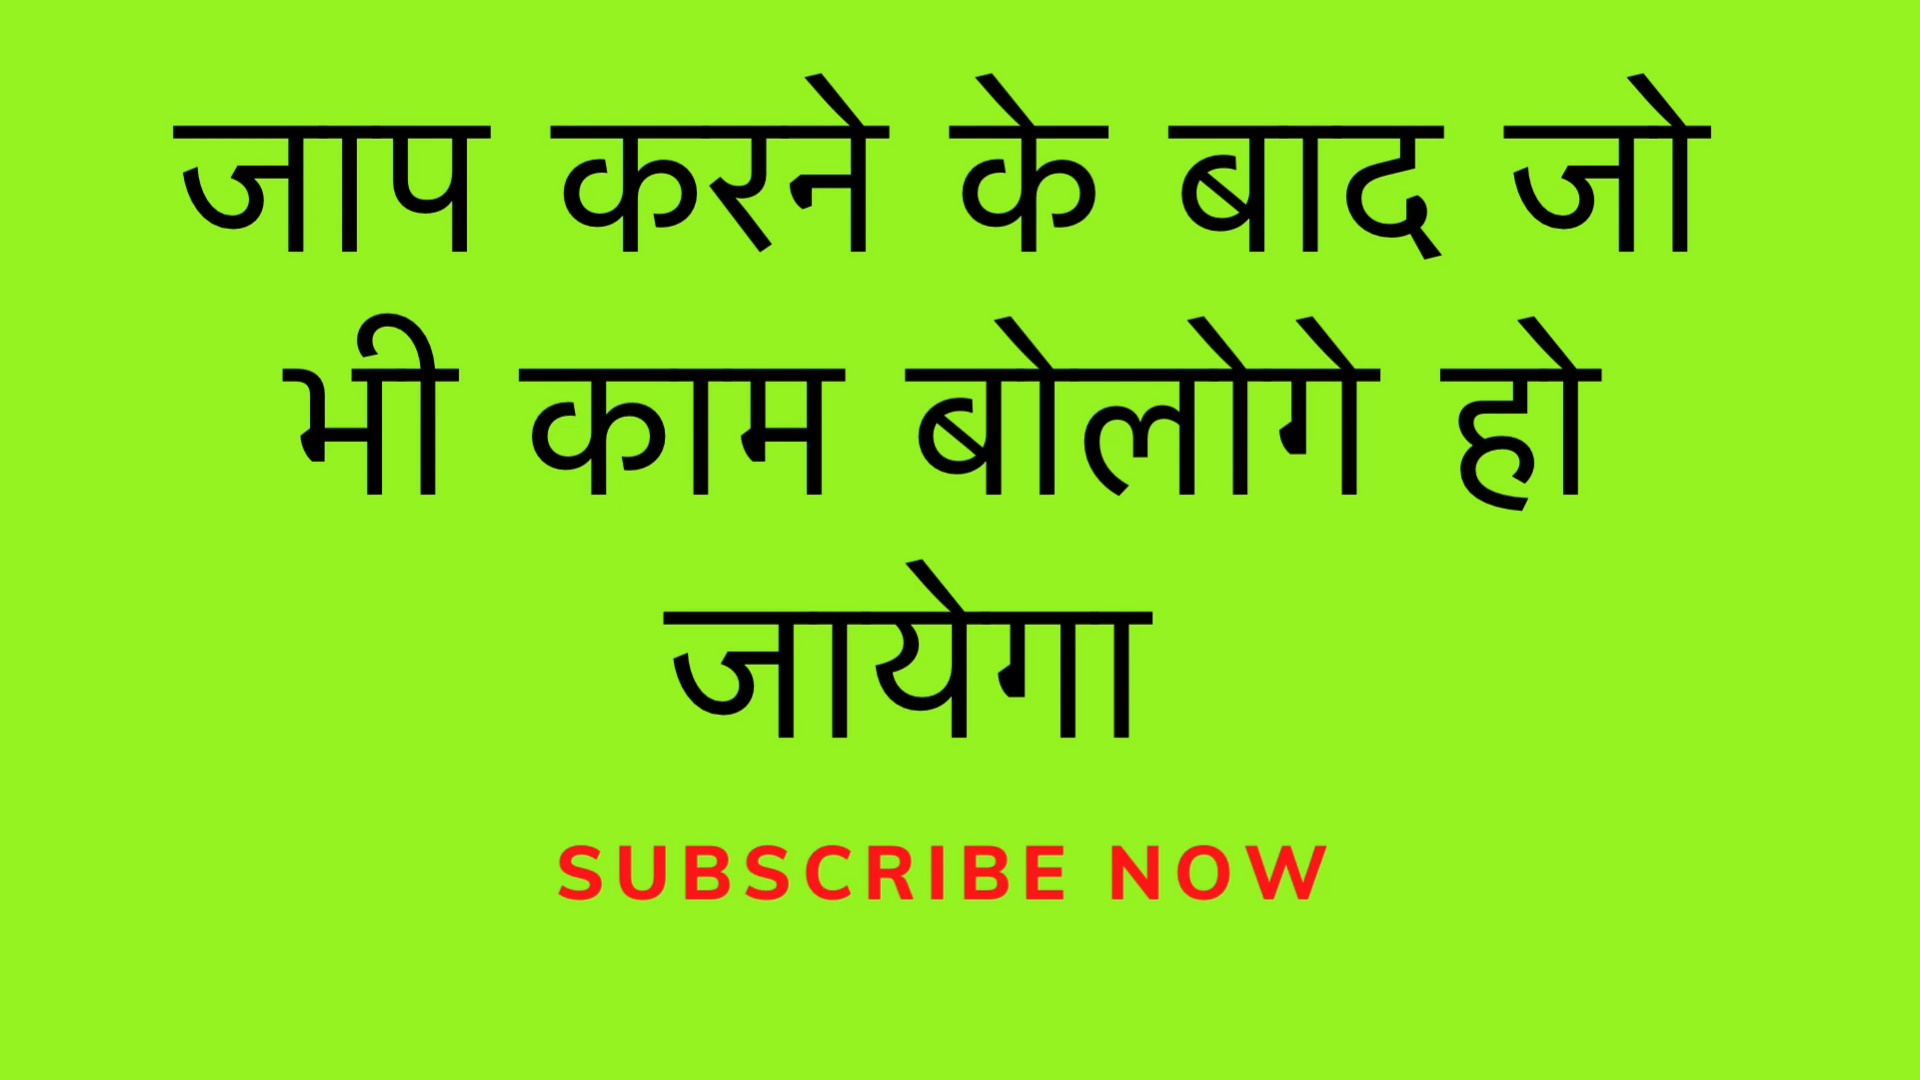 जाप करने के बाद जो
भी काम बोलोगे हो
जायेगा
SUBSCRIBE NOW